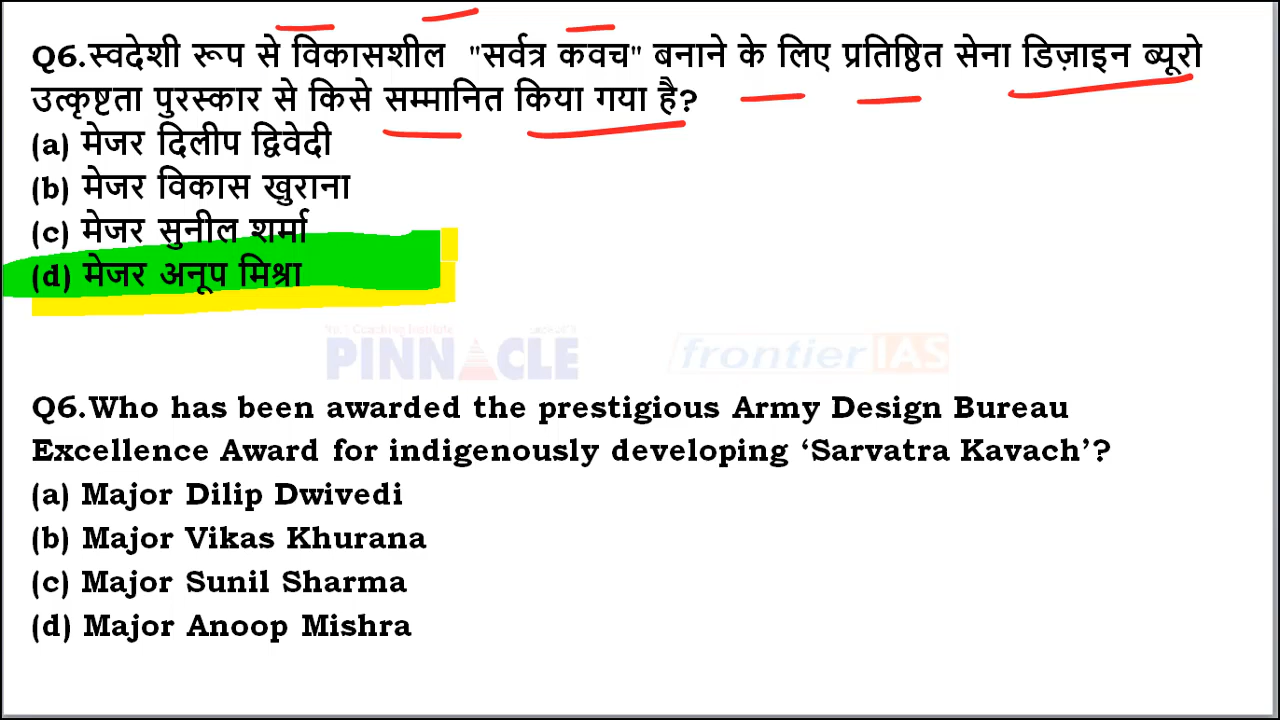 Q6.स्वदेशी रूप से विकासशील "सर्वत्र कवच" बनाने के लिए प्रतिष्ठित सेना डिज़ाइन ब्यूरो
उत्कृष्टता पुरस्कार से किसे सम्मानित किया गया है?
(a) मेजर दिलीप द्विवेदी
(b) मेजर विकास खुराना
(c) मेजर सुनील शर्मा
(d) मेजर अनूप मिश्रा
PINNACLE frontier IAS
Q6.Who has been awarded the prestigious Army Design Bureau
Excellence Award for indigenously developing ‘Sarvatra Kavach’?
(a) Major Dilip Dwivedi
(b) Major Vikas Khurana
(c) Major Sunil Sharma
(d) Major Anoop Mishra